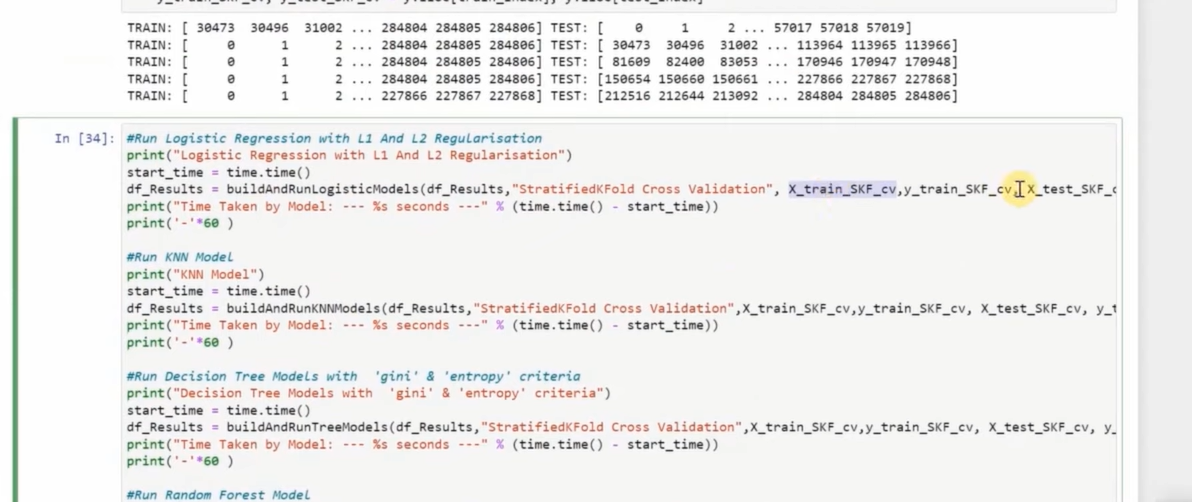 y_train_SKF_cv, y_test_SKF_cv = y.iloc[train_index], y.iloc[test_index]
TRAIN: [ 30473 30496 31002 ... 284804 284805 284806] TEST: [ 0 1 2 ... 57017 57018 57019]
TRAIN: [ 0 1 2 ... 284804 284805 284806] TEST: [ 30473 30496 31002 ... 113964 113965 113966]
TRAIN: [ 0 1 2 ... 284804 284805 284806] TEST: [ 81609 82400 83053 ... 170946 170947 170948]
TRAIN: [ 0 1 2 ... 284804 284805 284806] TEST: [150654 150660 150661 ... 227866 227867 227868]
TRAIN: [ 0 1 2 ... 227866 227867 227868] TEST: [212516 212644 213092 ... 284804 284805 284806]
In [34]: #Run Logistic Regression with L1 And L2 Regularisation
print("Logistic Regression with L1 And L2 Regularisation")
start_time = time.time()
df_Results = buildAndRunLogisticModels(df_Results,"StratifiedKFold Cross Validation", X_train_SKF_cv,y_train_SKF_cv, X_test_SKF_c
print("Time Taken by Model: --- %s seconds ---" % (time.time() - start_time))
print('-'*60 )
#Run KNN Model
print("KNN Model")
start_time = time.time()
df_Results = buildAndRunKNNModels(df_Results,"StratifiedKFold Cross Validation",X_train_SKF_cv,y_train_SKF_cv, X_test_SKF_cv, y_t
print("Time Taken by Model: --- %s seconds ---" % (time.time() - start_time))
print('-'*60 )
#Run Decision Tree Models with 'gini' & 'entropy' criteria
print("Decision Tree Models with 'gini' & 'entropy' criteria")
start_time = time.time()
df_Results = buildAndRunTreeModels(df_Results,"StratifiedKFold Cross Validation",X_train_SKF_cv,y_train_SKF_cv, X_test_SKF_cv, y_
print("Time Taken by Model: --- %s seconds ---" % (time.time() - start_time))
print('-'*60 )
#Run Random Forest Model